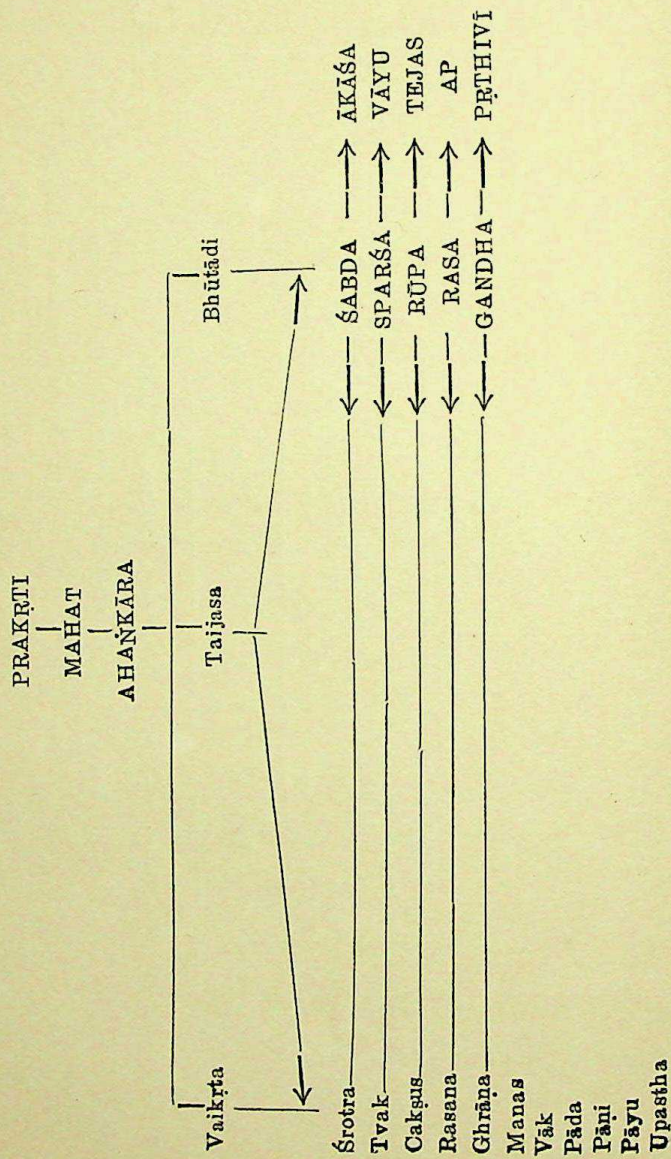 PRAKṚTI
MAHAT
AHAṄKĀRA
Vaikṛta Taijasa Bhūtādi
Śrotra ŚABDA ĀKĀŚA
Tvak SPARŚA VĀYU
Cakṣus RŪPA TEJAS
Rasana RASA AP
Ghrāṇa GANDHA PṚTHIVĪ
Manas
Vāk
Pāda
Pāṇi
Pāyu
Upastha